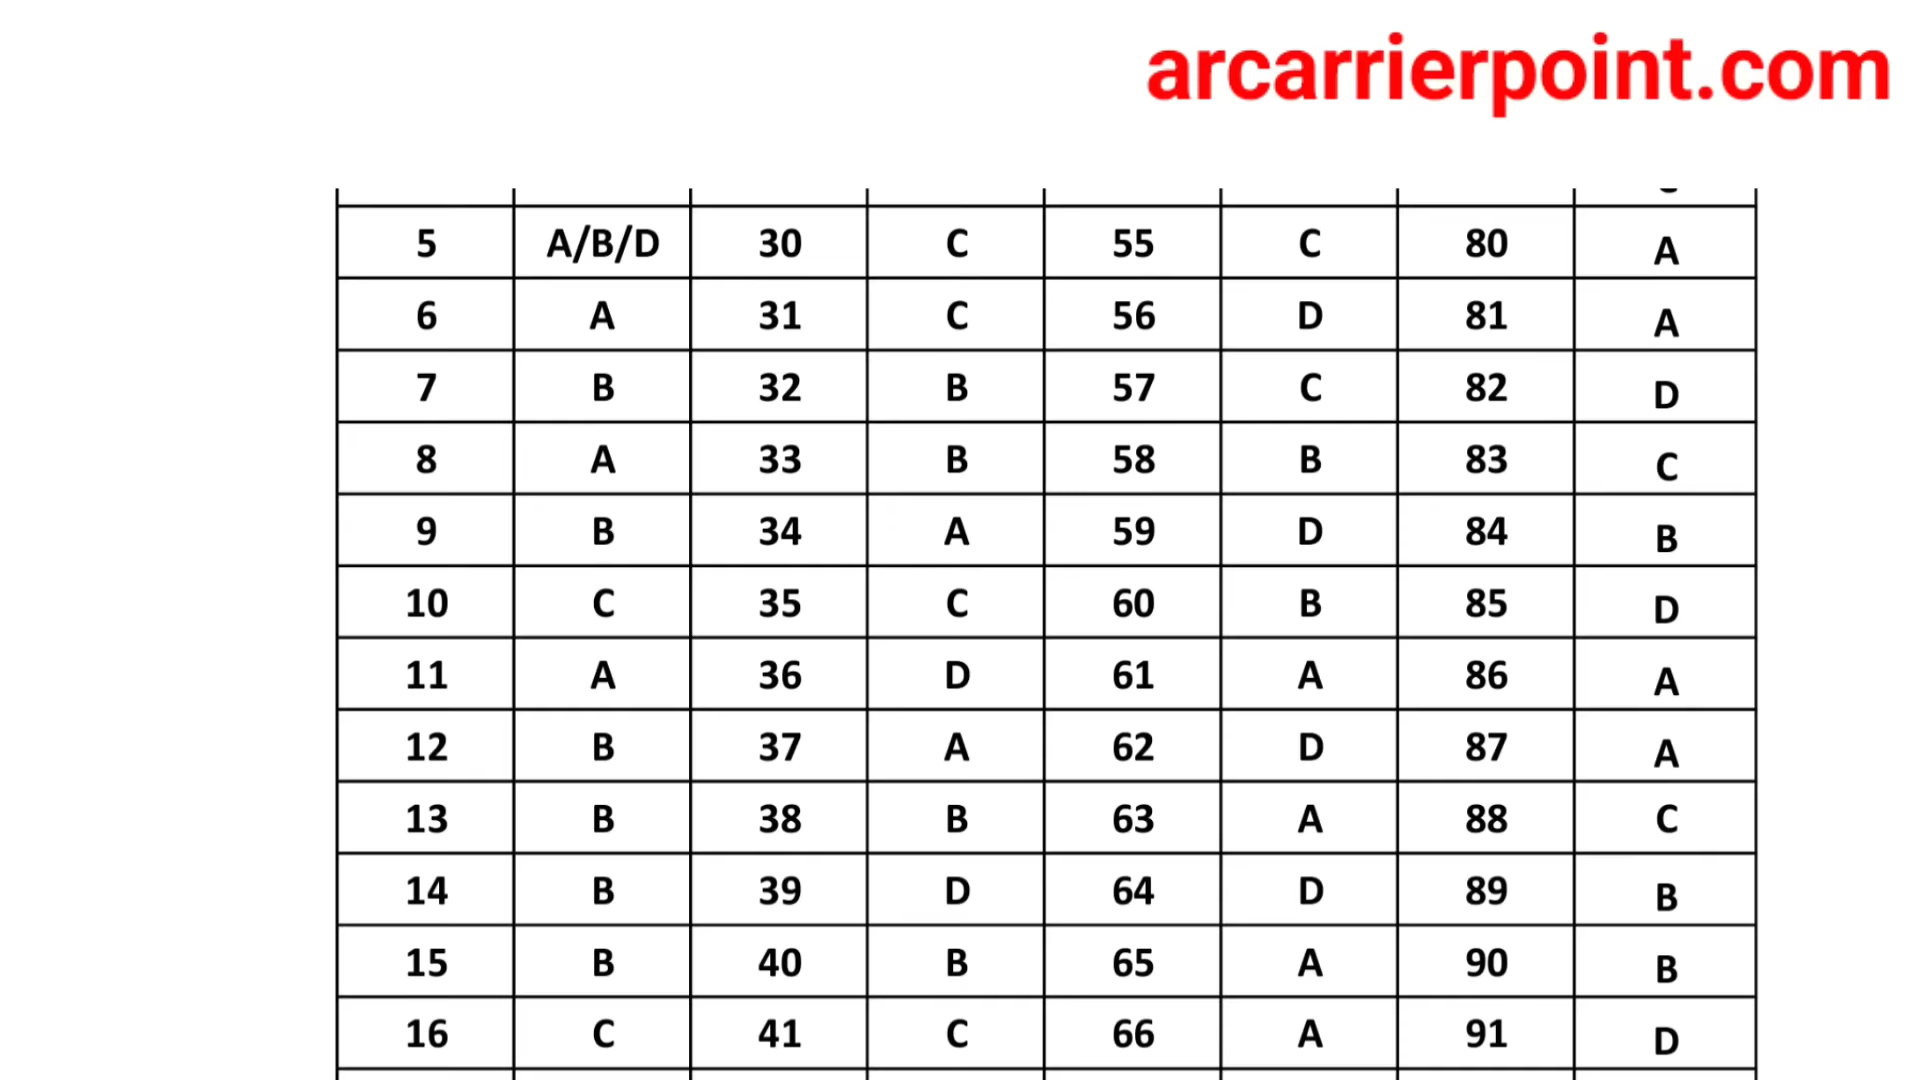 arcarrierpoint.com
5 A/B/D 30 C 55 C 80 A
6 A 31 C 56 D 81 A
7 B 32 B 57 C 82 D
8 A 33 B 58 B 83 C
9 B 34 A 59 D 84 B
10 C 35 C 60 B 85 D
11 A 36 D 61 A 86 A
12 B 37 A 62 D 87 A
13 B 38 B 63 A 88 C
14 B 39 D 64 D 89 B
15 B 40 B 65 A 90 B
16 C 41 C 66 A 91 D